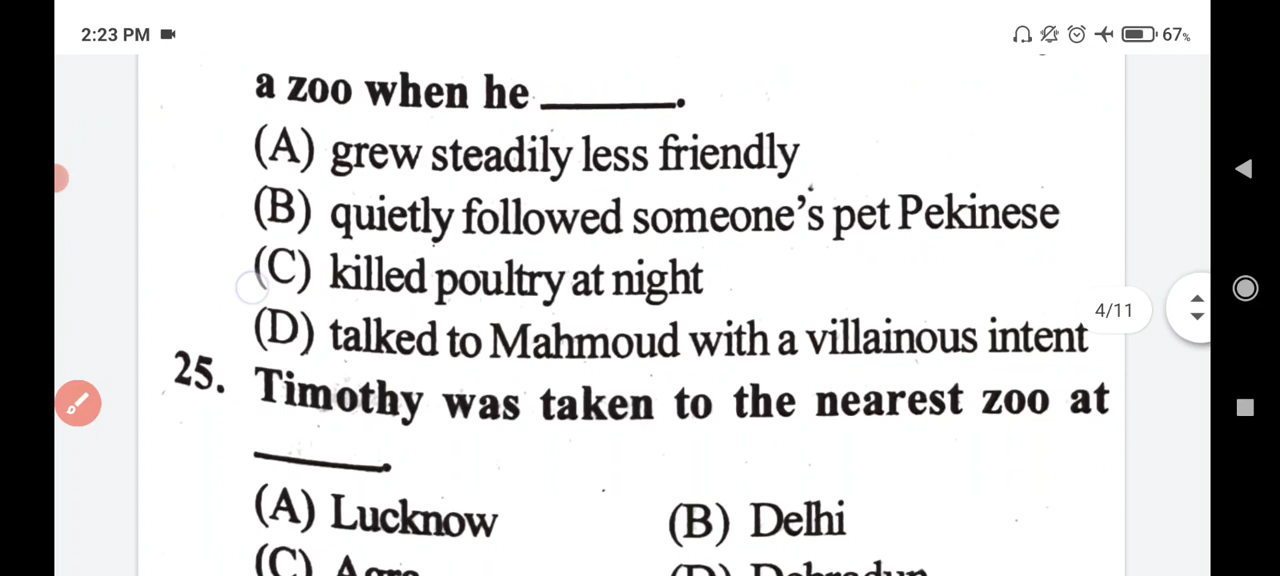 2:23 PM
67%
a zoo when he ______.
(A) grew steadily less friendly
(B) quietly followed someone's pet Pekinese
(C) killed poultry at night
(D) talked to Mahmoud with a villainous intent
4/11
25. Timothy was taken to the nearest zoo at
______.
(A) Lucknow (B) Delhi
(C) Agra (D) Dehradun